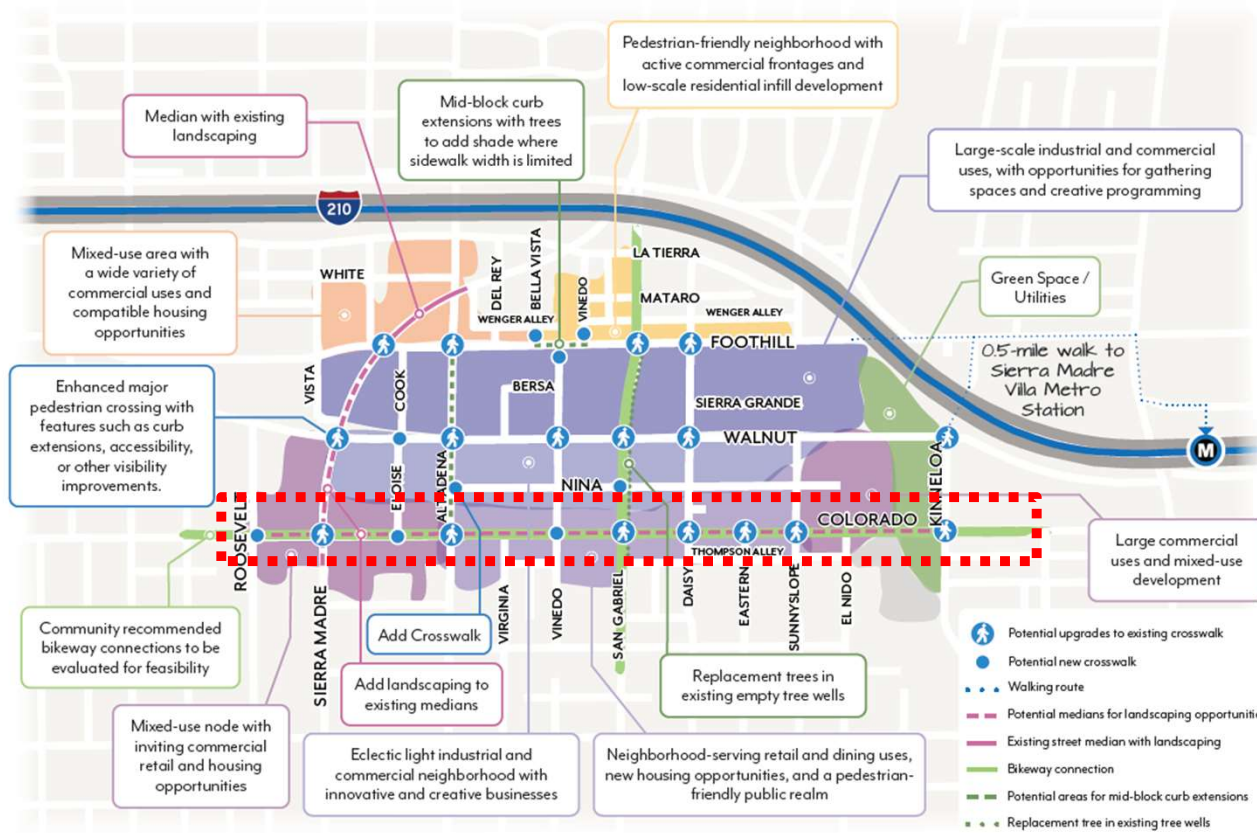 Pedestrian-friendly neighborhood with
active commercial frontages and
low-scale residential infill development
Median with existing
landscaping
Mid-block curb
extensions with trees
to add shade where
sidewalk width is limited
Large-scale industrial and commercial
uses, with opportunities for gathering
spaces and creative programming
210
Mixed-use area with
a wide variety of
commercial uses and
compatible housing
opportunities
WHITE
DEL REY
BELLA VISTA
VINEDO
LA TIERRA
MATARO
WENGER ALLEY
WENGER ALLEY
FOOTHILL
Green Space /
Utilities
0.5-mile walk to
Sierra Madre
Villa Metro
Station
M
Enhanced major
pedestrian crossing with
features such as curb
extensions, accessibility,
or other visibility
improvements.
VISTA
COOK
BERSA
SIERRA GRANDE
WALNUT
ELOISE
ALTADENA
NINA
KINNELOA
ROOSEVELT
COLORADO
THOMPSON ALLEY
SIERRA MADRE
VIRGINIA
VINEDO
SAN GABRIEL
DAISY
EASTERN
SUNNYSLOPE
EL NIDO
Large commercial
uses and mixed-use
development
Community recommended
bikeway connections to
be evaluated for feasibility
Add Crosswalk
Add landscaping to
existing medians
Replacement trees in
existing empty tree wells
Mixed-use node with
inviting commercial
retail and housing
opportunities
Eclectic light industrial and
commercial neighborhood with
innovative and creative businesses
Neighborhood-serving retail and dining uses,
new housing opportunities, and a pedestrian-
friendly public realm
Potential upgrades to existing crosswalk
Potential new crosswalk
Walking route
Potential medians for landscaping opportunitie
Existing street median with landscaping
Bikeway connection
Potential areas for mid-block curb extensions
Replacement tree in existing tree wells